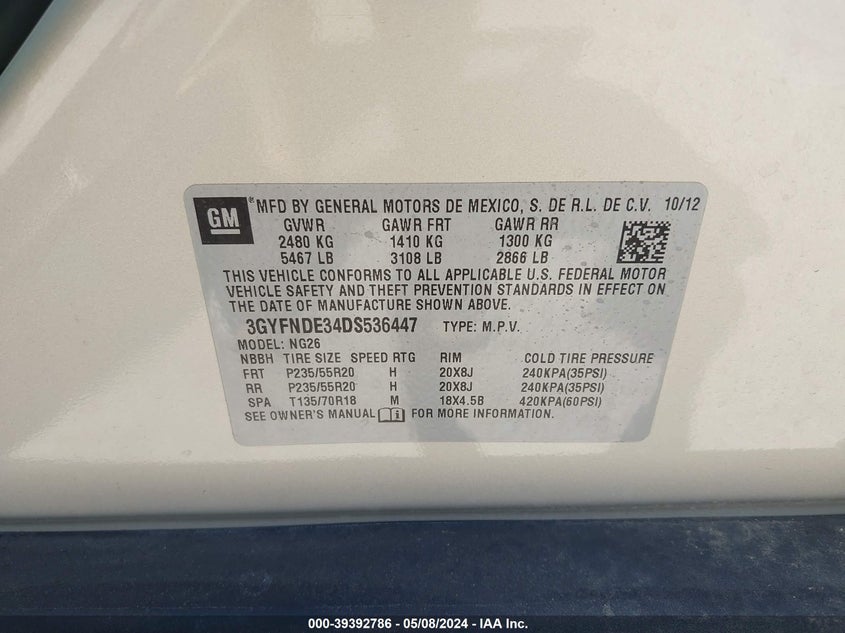 GM
MFD BY GENERAL MOTORS DE MEXICO, S. DE R.L. DE C.V. 10/12
GVWR GAWR FRT GAWR RR
2480 KG 1410 KG 1300 KG
5467 LB 3108 LB 2866 LB
THIS VEHICLE CONFORMS TO ALL APPLICABLE U.S. FEDERAL MOTOR
VEHICLE SAFETY AND THEFT PREVENTION STANDARDS IN EFFECT ON
THE DATE OF MANUFACTURE SHOWN ABOVE.
3GYFNDE34DS536447 TYPE: M.P.V.
MODEL: NG26
NBBH TIRE SIZE SPEED RTG RIM COLD TIRE PRESSURE
FRT P235/55R20 H 20X8J 240KPA(35PSI)
RR P235/55R20 H 20X8J 240KPA(35PSI)
SPA T135/70R18 M 18X4.5B 420KPA(60PSI)
SEE OWNER'S MANUAL i FOR MORE INFORMATION.
000-39392786 - 05/08/2024 - IAA Inc.